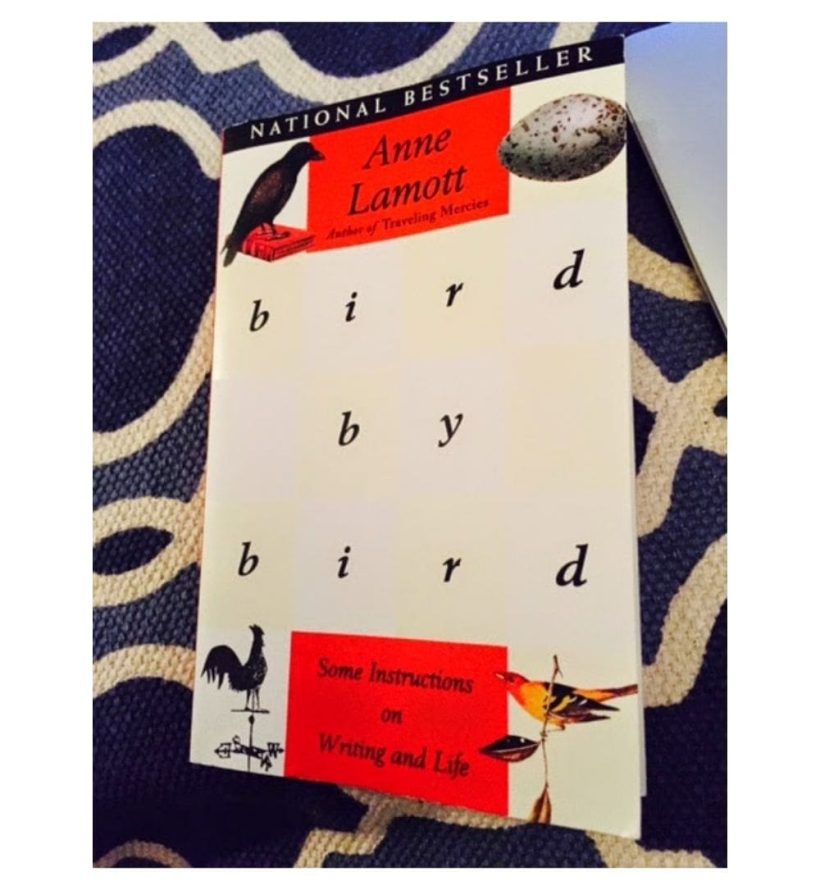 NATIONAL BESTSELLER
Anne
Lamott
Author of Traveling Mercies
b i r d
b y
b i r d
Some Instructions
on
Writing and Life